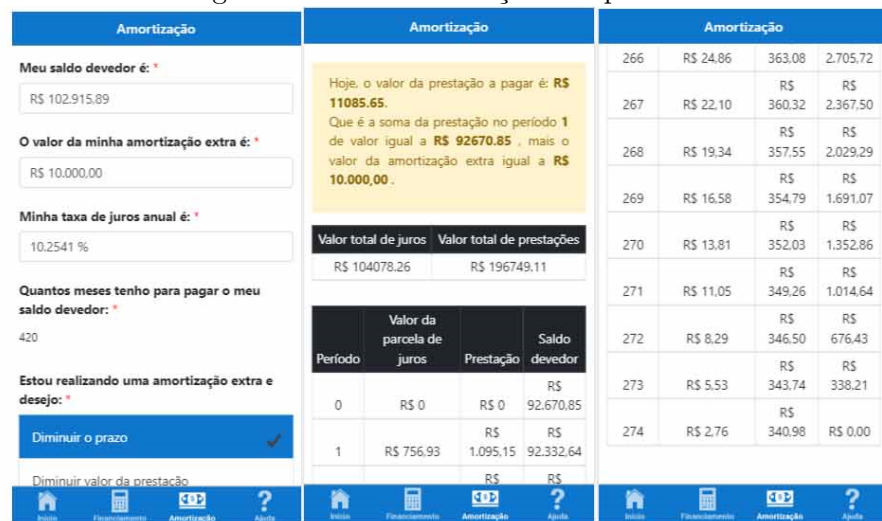 Amortização
Meu saldo devedor é: *
R$ 102.915,89
O valor da minha amortização extra é: *
R$ 10.000,00
Minha taxa de juros anual é: *
10.2541 %
Quantos meses tenho para pagar o meu
saldo devedor: *
420
Estou realizando uma amortização extra e
desejo: *
Diminuir o prazo
Diminuir valor da prestação
Início Financiamento Amortização Ajuda
Amortização
Hoje, o valor da prestação a pagar é: R$
11085.65.
Que é a soma da prestação no período 1
de valor igual a R$ 92670.85 , mais o
valor da amortização extra igual a R$
10.000,00 .
Valor total de juros Valor total de prestações
R$ 104078.26 R$ 196749.11
Período Valor da parcela de juros Prestação Saldo devedor
0 R$ 0 R$ 0 R$ 92.670,85
1 R$ 756,93 R$ 1.095,15 R$ 92.332,64
R$ R$
Início Financiamento Amortização Ajuda
Amortização
266 R$ 24,86 363,08 2.705,72
267 R$ 22,10 R$ 360,32 R$ 2.367,50
268 R$ 19,34 R$ 357,55 R$ 2.029,29
269 R$ 16,58 R$ 354,79 R$ 1.691,07
270 R$ 13,81 R$ 352,03 R$ 1.352,86
271 R$ 11,05 R$ 349,26 R$ 1.014,64
272 R$ 8,29 R$ 346,50 R$ 676,43
273 R$ 5,53 R$ 343,74 R$ 338,21
274 R$ 2,76 R$ 340,98 R$ 0,00
Início Financiamento Amortização Ajuda